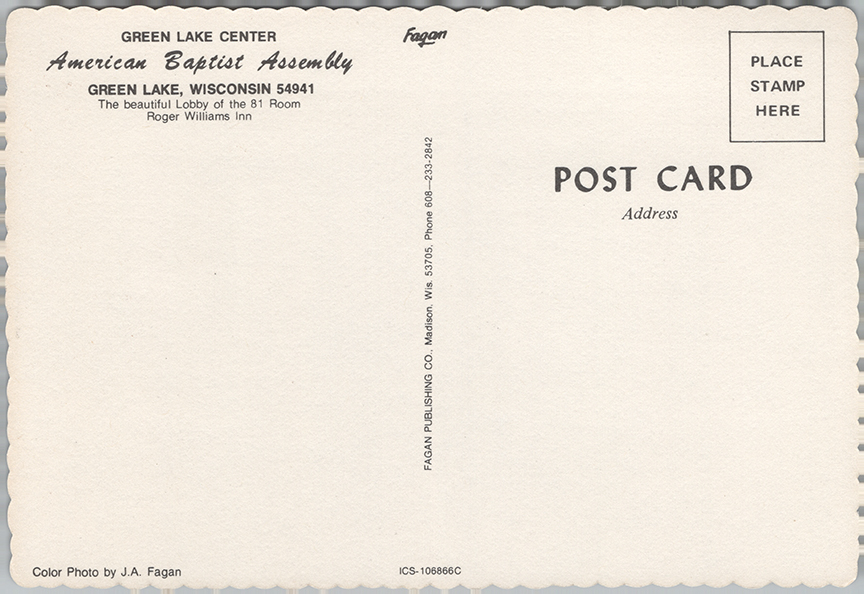 GREEN LAKE CENTER
American Baptist Assembly
GREEN LAKE, WISCONSIN 54941
The beautiful Lobby of the 81 Room
Roger Williams Inn
Fagan
PLACE
STAMP
HERE
POST CARD
Address
FAGAN PUBLISHING CO., Madison, Wis. 53705, Phone 608—233-2842
Color Photo by J.A. Fagan
ICS-106866C